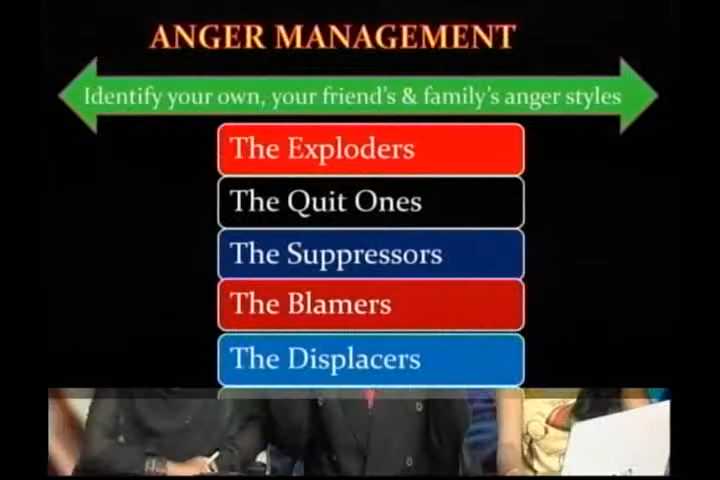 ANGER MANAGEMENT
Identify your own, your friend's & family's anger styles
The Exploders
The Quit Ones
The Suppressors
The Blamers
The Displacers